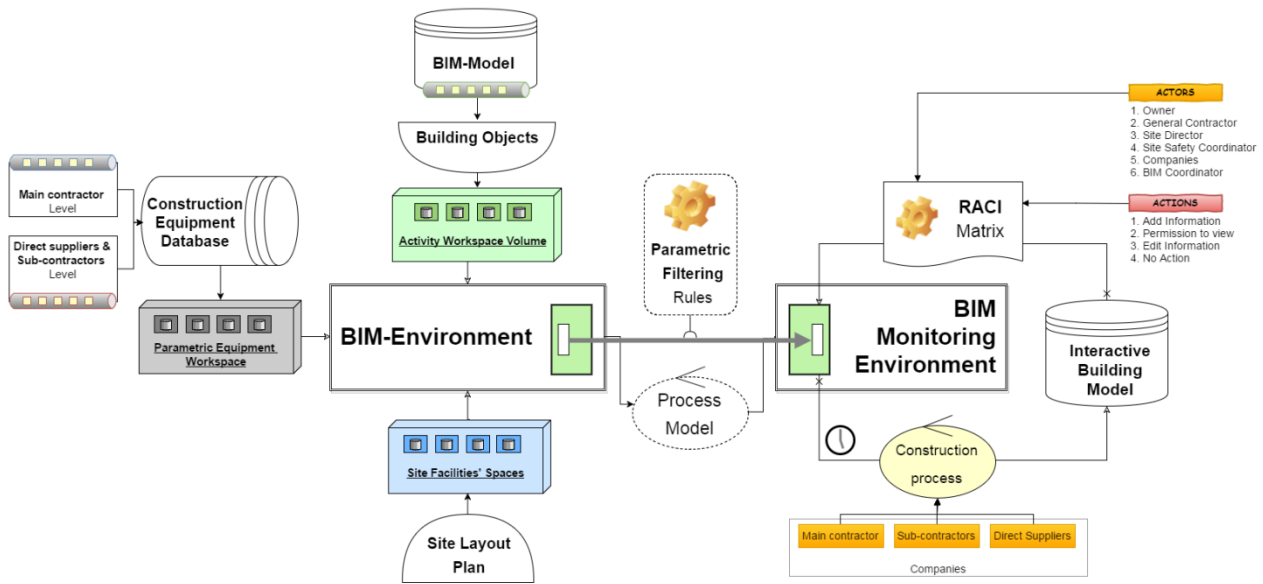 BIM-Model
Building Objects
Activity Workspace Volume
Main contractor
Level
Direct suppliers &
Sub-contractors
Level
Construction
Equipment
Database
Parametric Equipment
Workspace
BIM-Environment
Site Facilities' Spaces
Site Layout
Plan
Parametric
Filtering
Rules
Process
Model
BIM
Monitoring
Environment
RACI
Matrix
ACTORS
1. Owner
2. General Contractor
3. Site Director
4. Site Safety Coordinator
5. Companies
6. BIM Coordinator
ACTIONS
1. Add Information
2. Permission to view
3. Edit Information
4. No Action
Interactive
Building
Model
Construction
process
Main contractor
Sub-contractors
Direct Suppliers
Companies